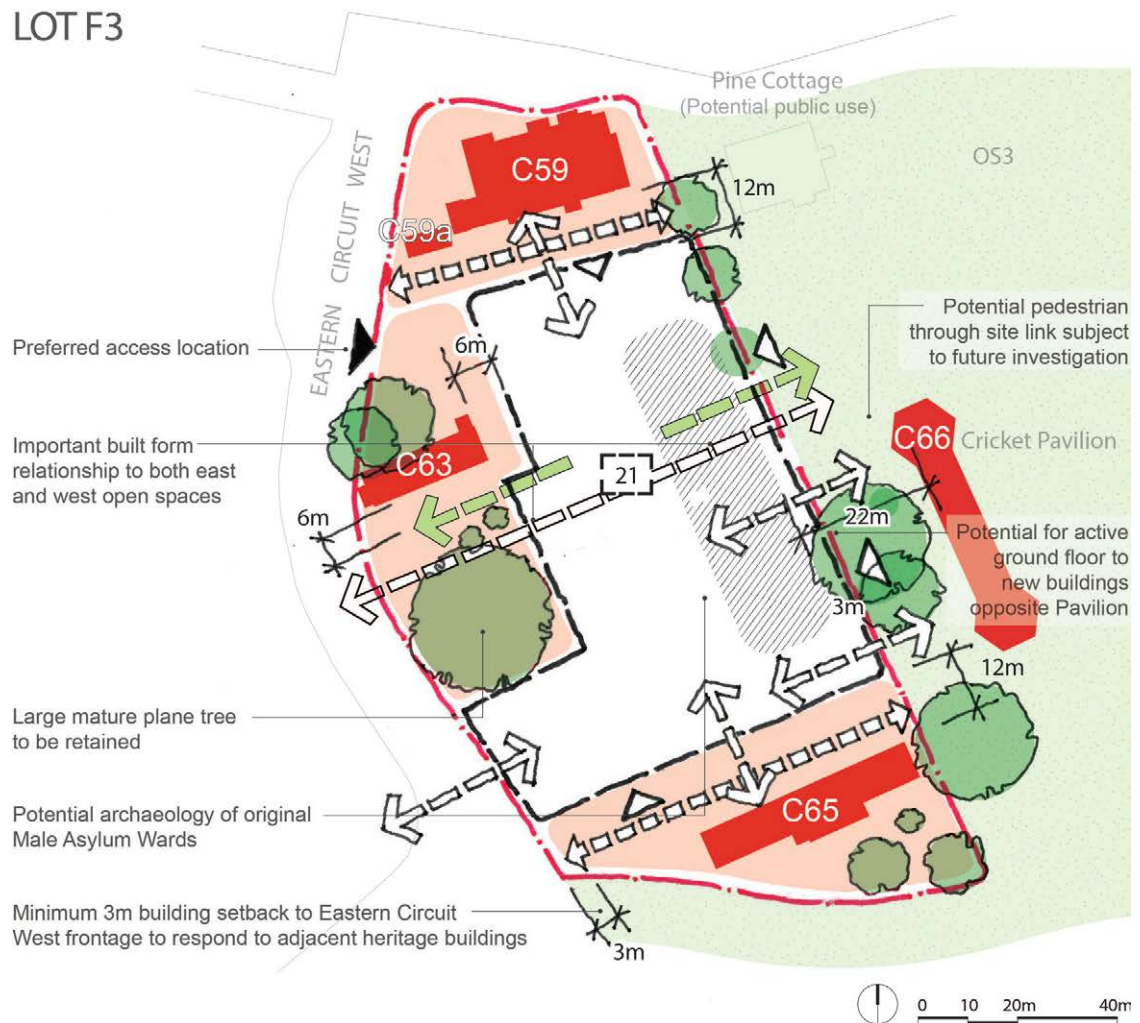 LOT F3
Pine Cottage
(Potential public use)
OS3
EASTERN CIRCUIT WEST
C59
C59a
12m
Preferred access location
6m
Potential pedestrian
through site link subject
to future investigation
Important built form
relationship to both east
and west open spaces
C63
21
C66
Cricket Pavilion
6m
22m
Potential for active
ground floor to
new buildings
opposite Pavilion
3m
12m
Large mature plane tree
to be retained
Potential archaeology of original
Male Asylum Wards
C65
Minimum 3m building setback to Eastern Circuit
West frontage to respond to adjacent heritage buildings
3m
0 10 20m 40m